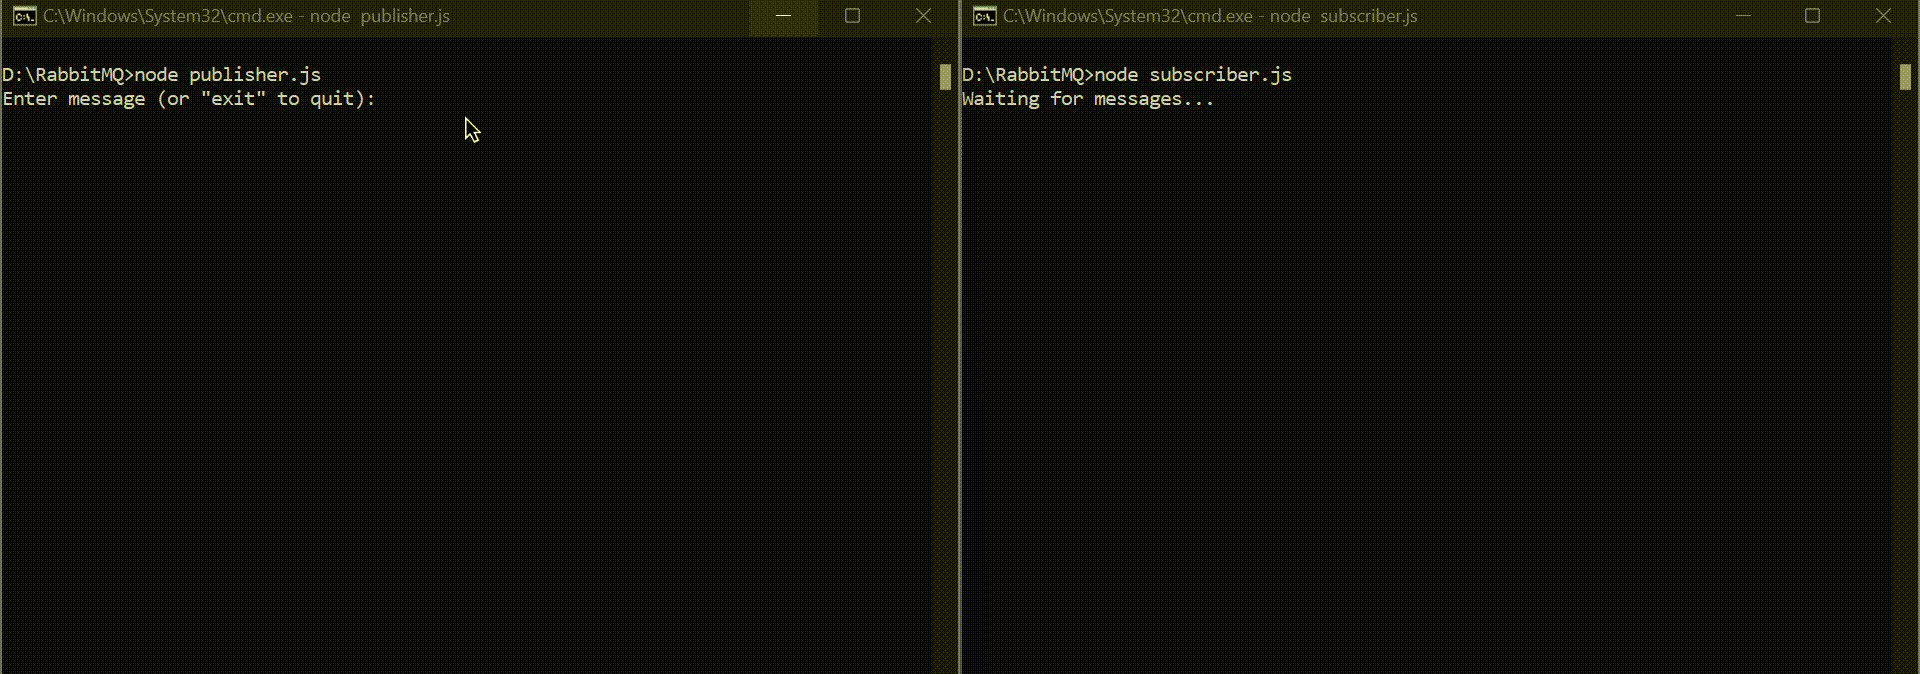 C:\Windows\System32\cmd.exe - node  publisher.js
D:\RabbitMQ>node publisher.js
Enter message (or "exit" to quit):
C:\Windows\System32\cmd.exe - node  subscriber.js
D:\RabbitMQ>node subscriber.js
Waiting for messages...